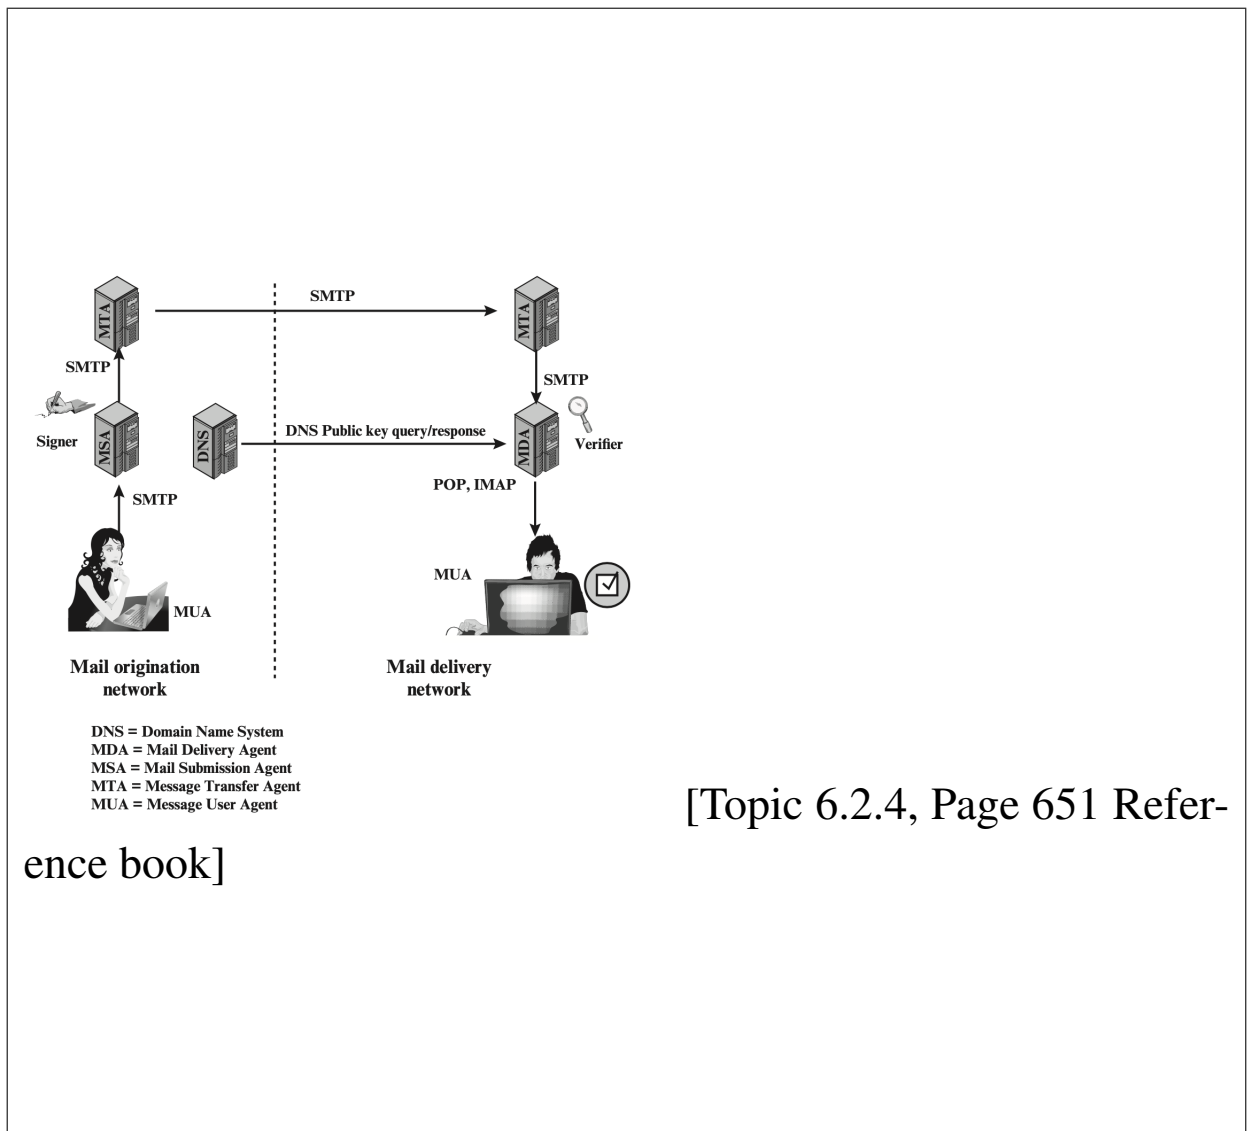 MTA
SMTP
MTA
SMTP
SMTP
Signer
MSA
DNS
DNS Public key query/response
MDA
Verifier
SMTP
POP, IMAP
MUA
MUA
Mail origination
network
Mail delivery
network
DNS = Domain Name System
MDA = Mail Delivery Agent
MSA = Mail Submission Agent
MTA = Message Transfer Agent
MUA = Message User Agent
[Topic 6.2.4, Page 651 Refer-
ence book]